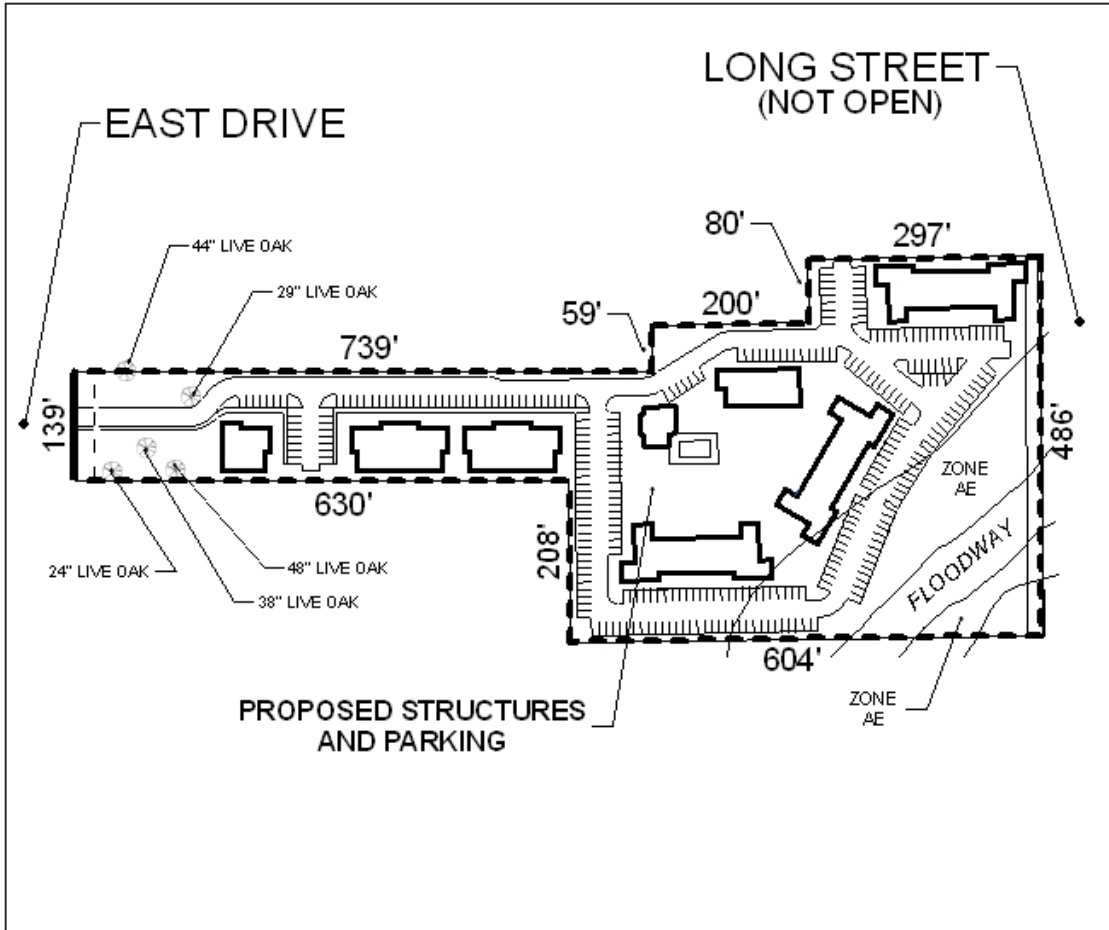 LONG STREET
(NOT OPEN)
EAST DRIVE
80'
297'
44" LIVE OAK
29" LIVE OAK
59'
200'
739'
139'
486'
ZONE
AE
630'
208'
FLOODWAY
24" LIVE OAK
48" LIVE OAK
38" LIVE OAK
604'
PROPOSED STRUCTURES
AND PARKING
ZONE
AE